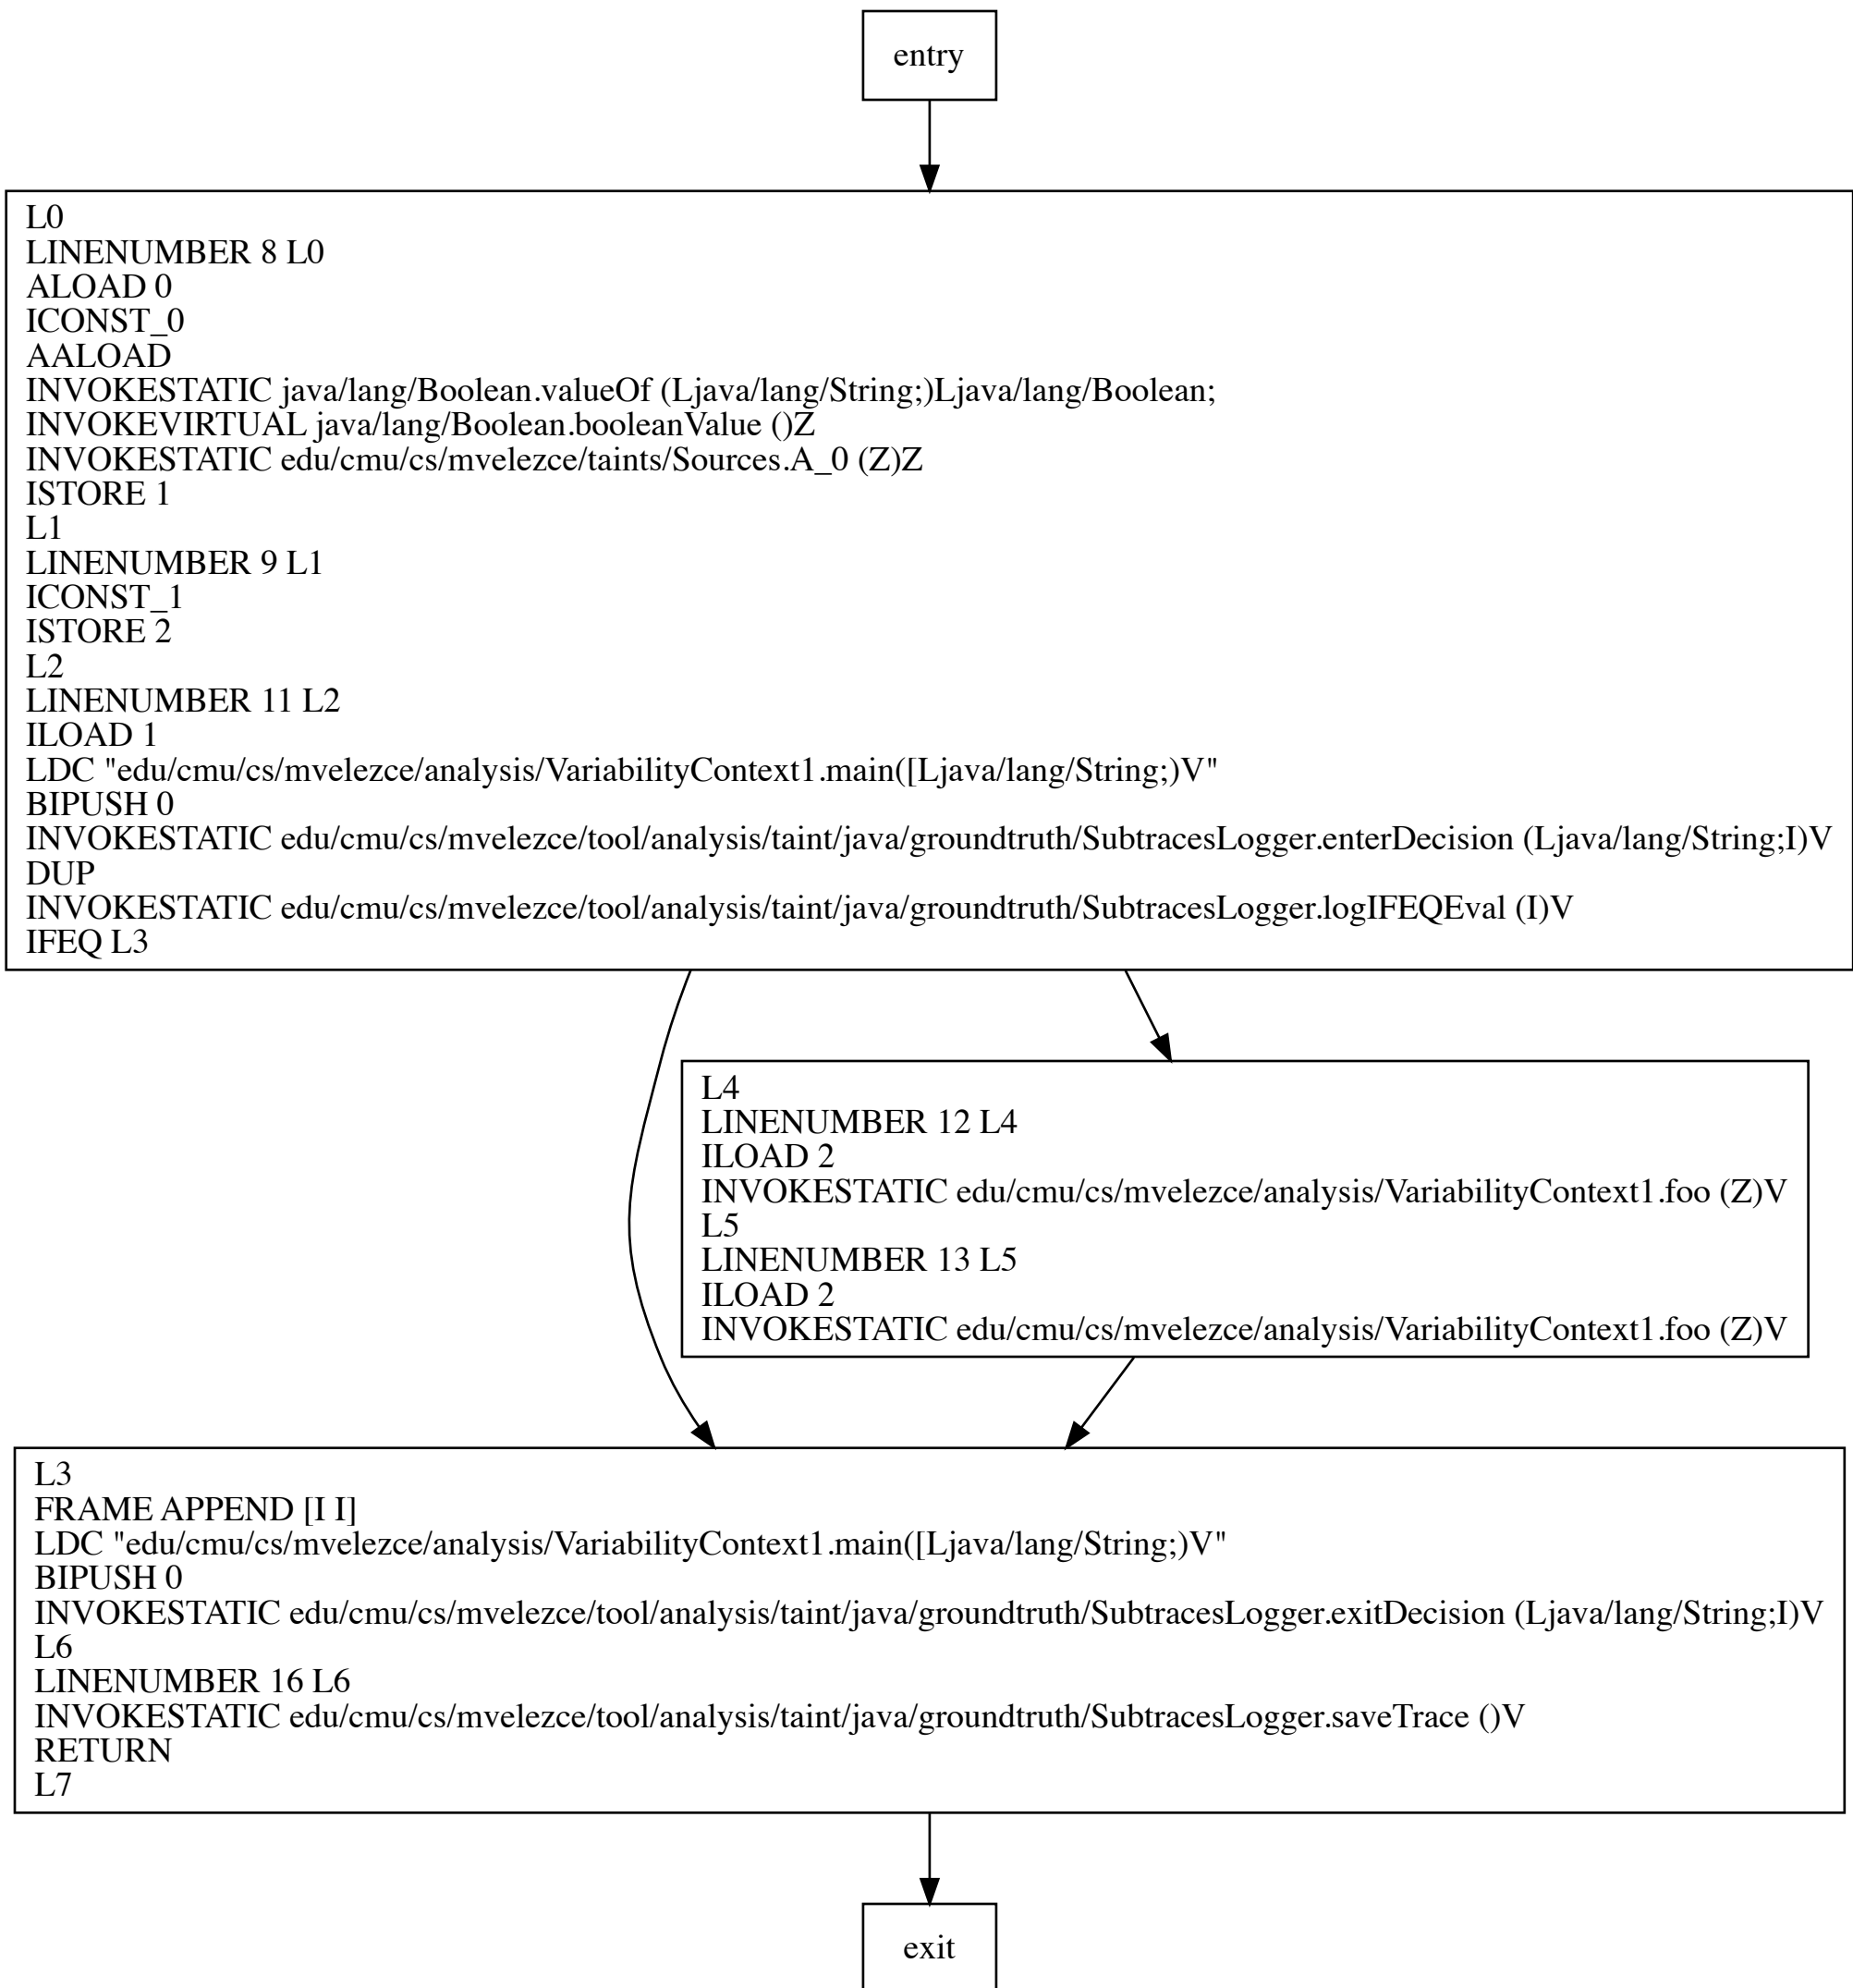 entry
L0
LINENUMBER 8 L0
ALOAD 0
ICONST_0
AALOAD
INVOKESTATIC java/lang/Boolean.valueOf (Ljava/lang/String;)Ljava/lang/Boolean;
INVOKEVIRTUAL java/lang/Boolean.booleanValue ()Z
INVOKESTATIC edu/cmu/cs/mvelezce/taints/Sources.A_0 (Z)Z
ISTORE 1
L1
LINENUMBER 9 L1
ICONST_1
ISTORE 2
L2
LINENUMBER 11 L2
ILOAD 1
LDC "edu/cmu/cs/mvelezce/analysis/VariabilityContext1.main([Ljava/lang/String;)V"
BIPUSH 0
INVOKESTATIC edu/cmu/cs/mvelezce/tool/analysis/taint/java/groundtruth/SubtracesLogger.enterDecision (Ljava/lang/String;I)V
DUP
INVOKESTATIC edu/cmu/cs/mvelezce/tool/analysis/taint/java/groundtruth/SubtracesLogger.logIFEQEval (I)V
IFEQ L3
L4
LINENUMBER 12 L4
ILOAD 2
INVOKESTATIC edu/cmu/cs/mvelezce/analysis/VariabilityContext1.foo (Z)V
L5
LINENUMBER 13 L5
ILOAD 2
INVOKESTATIC edu/cmu/cs/mvelezce/analysis/VariabilityContext1.foo (Z)V
L3
FRAME APPEND [I I]
LDC "edu/cmu/cs/mvelezce/analysis/VariabilityContext1.main([Ljava/lang/String;)V"
BIPUSH 0
INVOKESTATIC edu/cmu/cs/mvelezce/tool/analysis/taint/java/groundtruth/SubtracesLogger.exitDecision (Ljava/lang/String;I)V
L6
LINENUMBER 16 L6
INVOKESTATIC edu/cmu/cs/mvelezce/tool/analysis/taint/java/groundtruth/SubtracesLogger.saveTrace ()V
RETURN
L7
exit